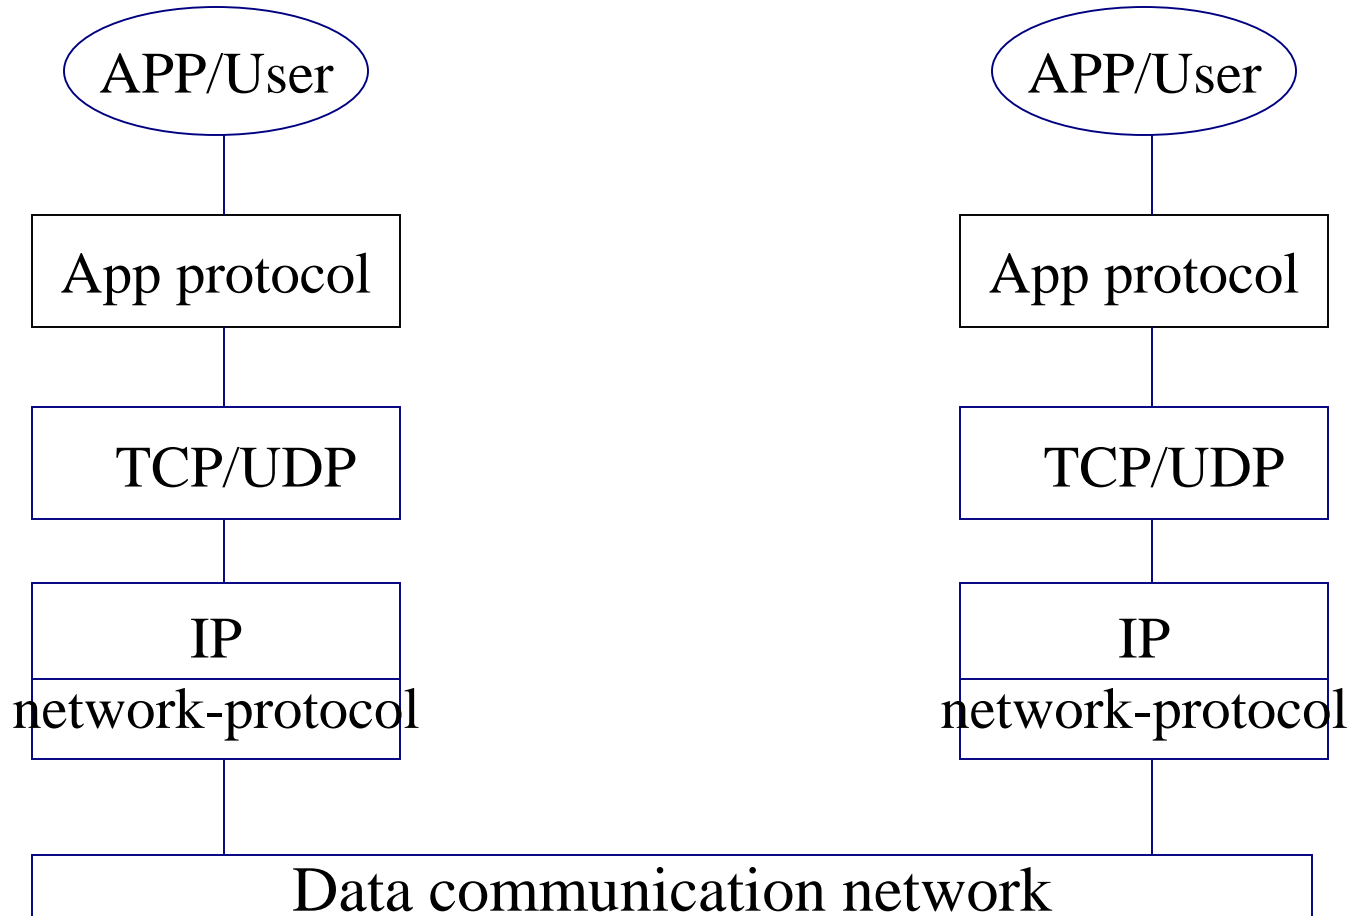 APP/User APP/User
App protocol App protocol
TCP/UDP TCP/UDP
IP IP
network-protocol network-protocol
Data communication network